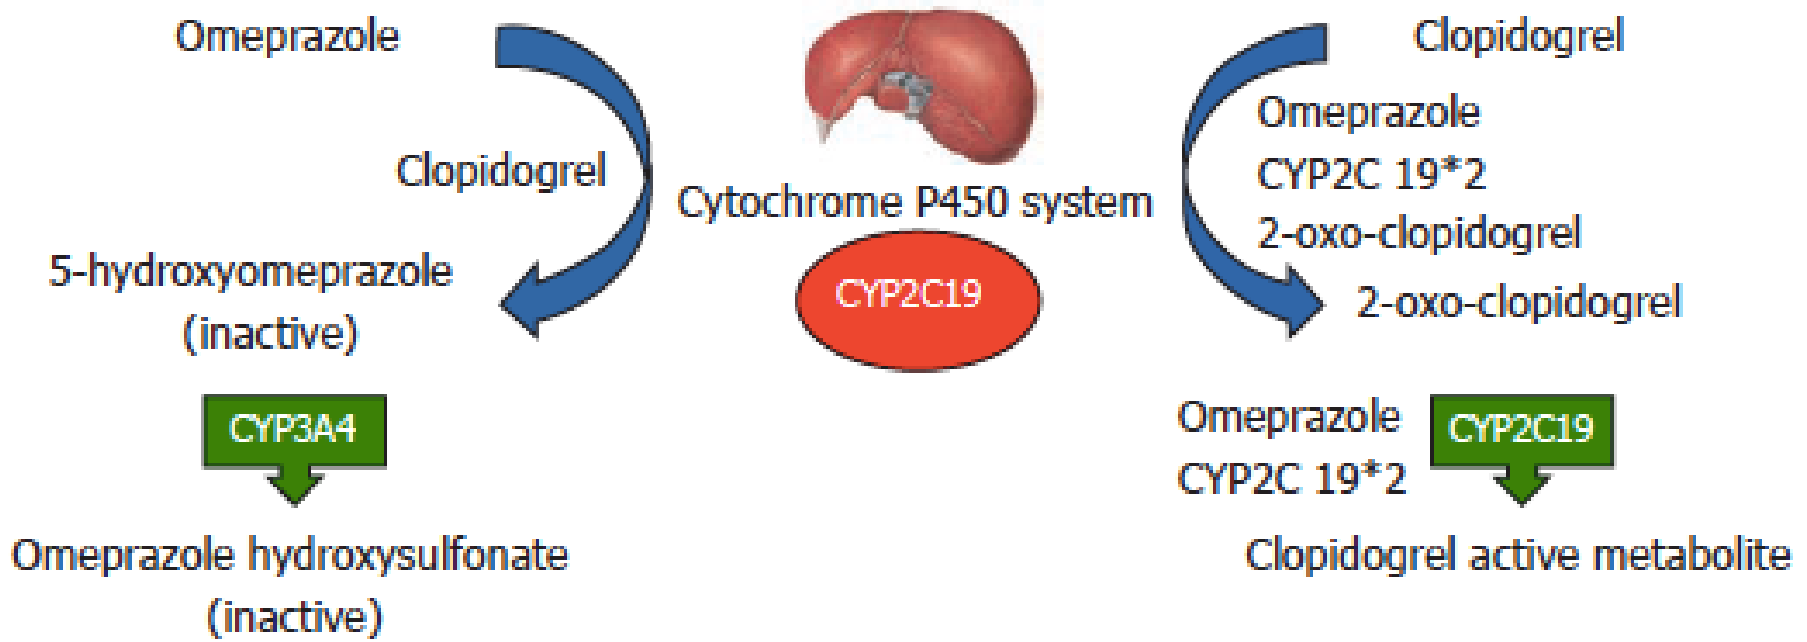 Omeprazole
Clopidogrel
5-hydroxyomeprazole
(inactive)
CYP3A4
Omeprazole hydroxysulfonate
(inactive)
Cytochrome P450 system
CYP2C19
Clopidogrel
Omeprazole
CYP2C 19*2
2-oxo-clopidogrel
2-oxo-clopidogrel
Omeprazole
CYP2C 19*2
CYP2C19
Clopidogrel active metabolite